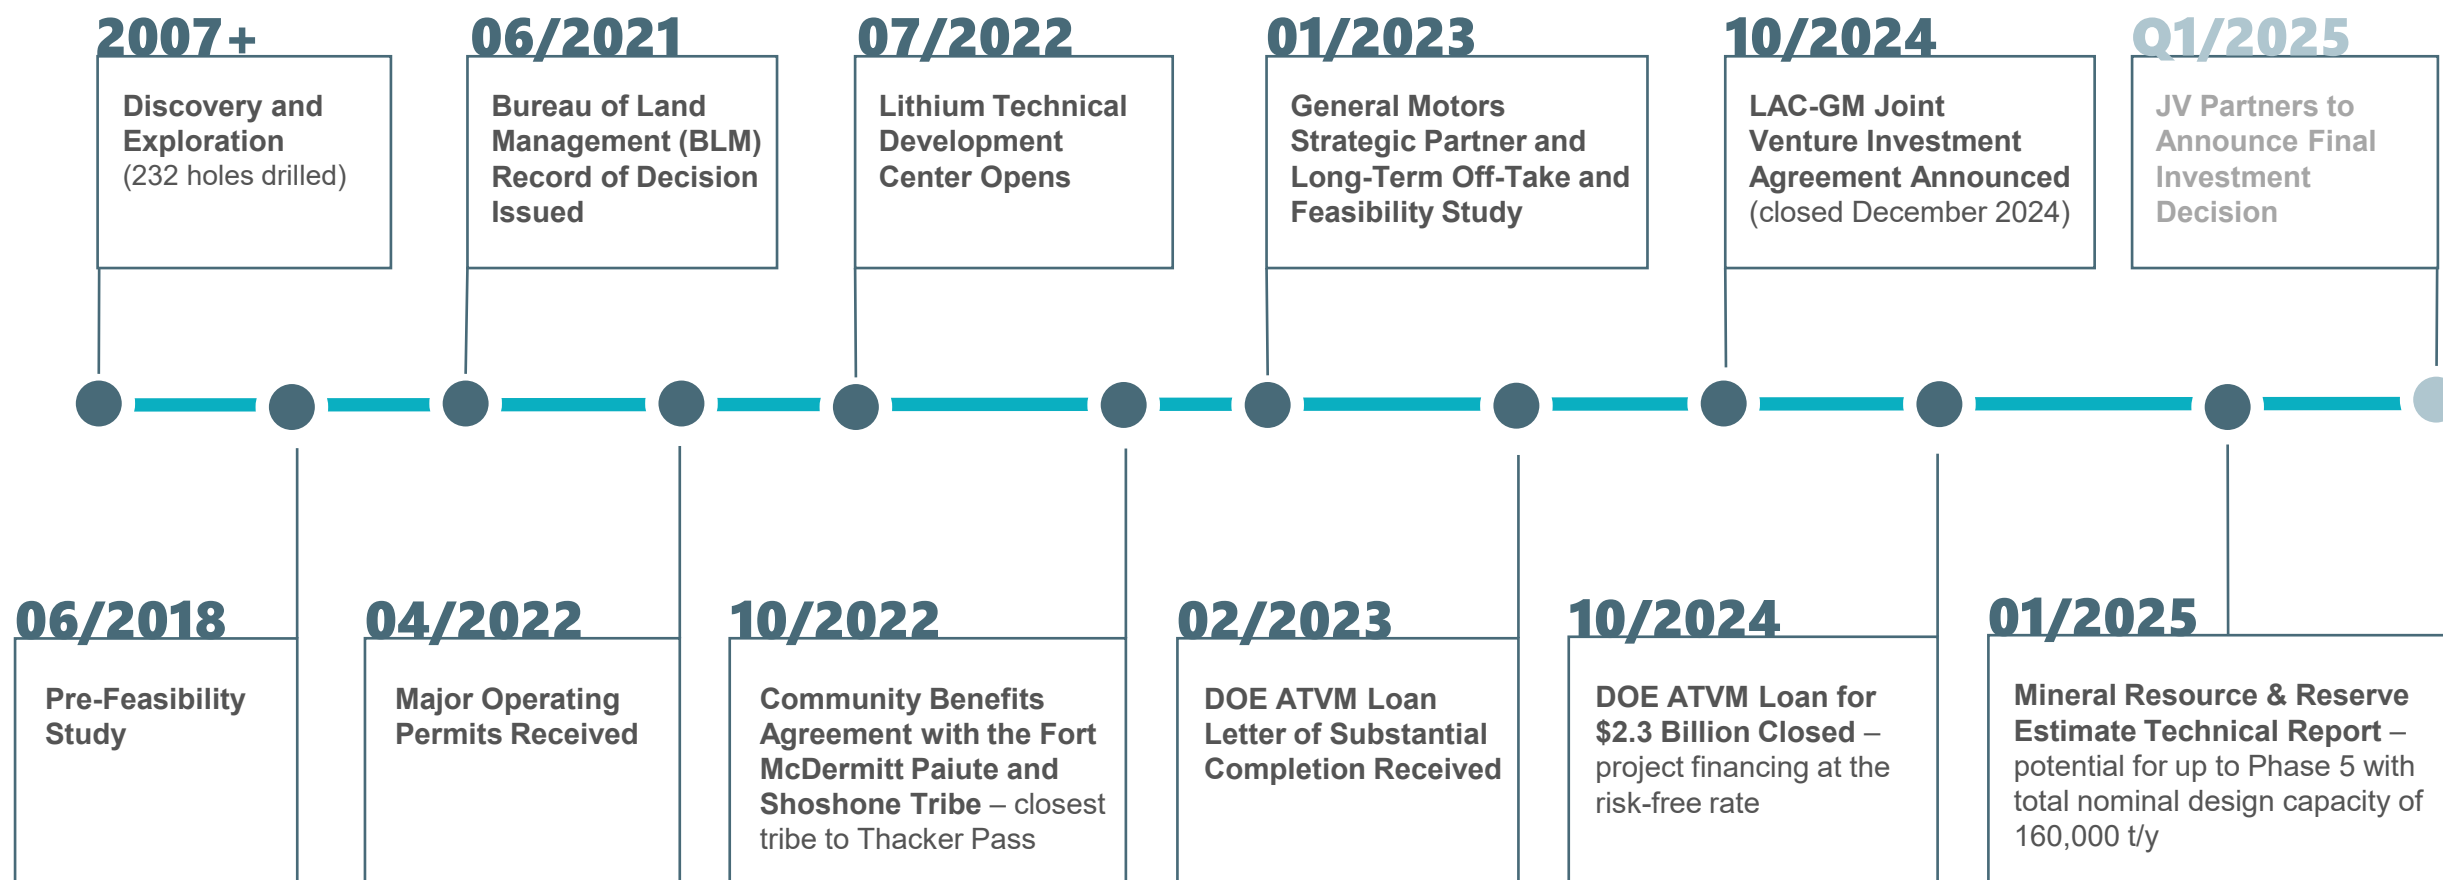 2007+
Discovery and
Exploration
(232 holes drilled)
06/2021
Bureau of Land
Management (BLM)
Record of Decision
Issued
07/2022
Lithium Technical
Development
Center Opens
01/2023
General Motors
Strategic Partner and
Long-Term Off-Take and
Feasibility Study
10/2024
LAC-GM Joint
Venture Investment
Agreement Announced
(closed December 2024)
Q1/2025
JV Partners to
Announce Final
Investment
Decision
06/2018
Pre-Feasibility
Study
04/2022
Major Operating
Permits Received
10/2022
Community Benefits
Agreement with the Fort
McDermitt Paiute and
Shoshone Tribe – closest
tribe to Thacker Pass
02/2023
DOE ATVM Loan
Letter of Substantial
Completion Received
10/2024
DOE ATVM Loan for
$2.3 Billion Closed –
project financing at the
risk-free rate
01/2025
Mineral Resource & Reserve
Estimate Technical Report –
potential for up to Phase 5 with
total nominal design capacity of
160,000 t/y